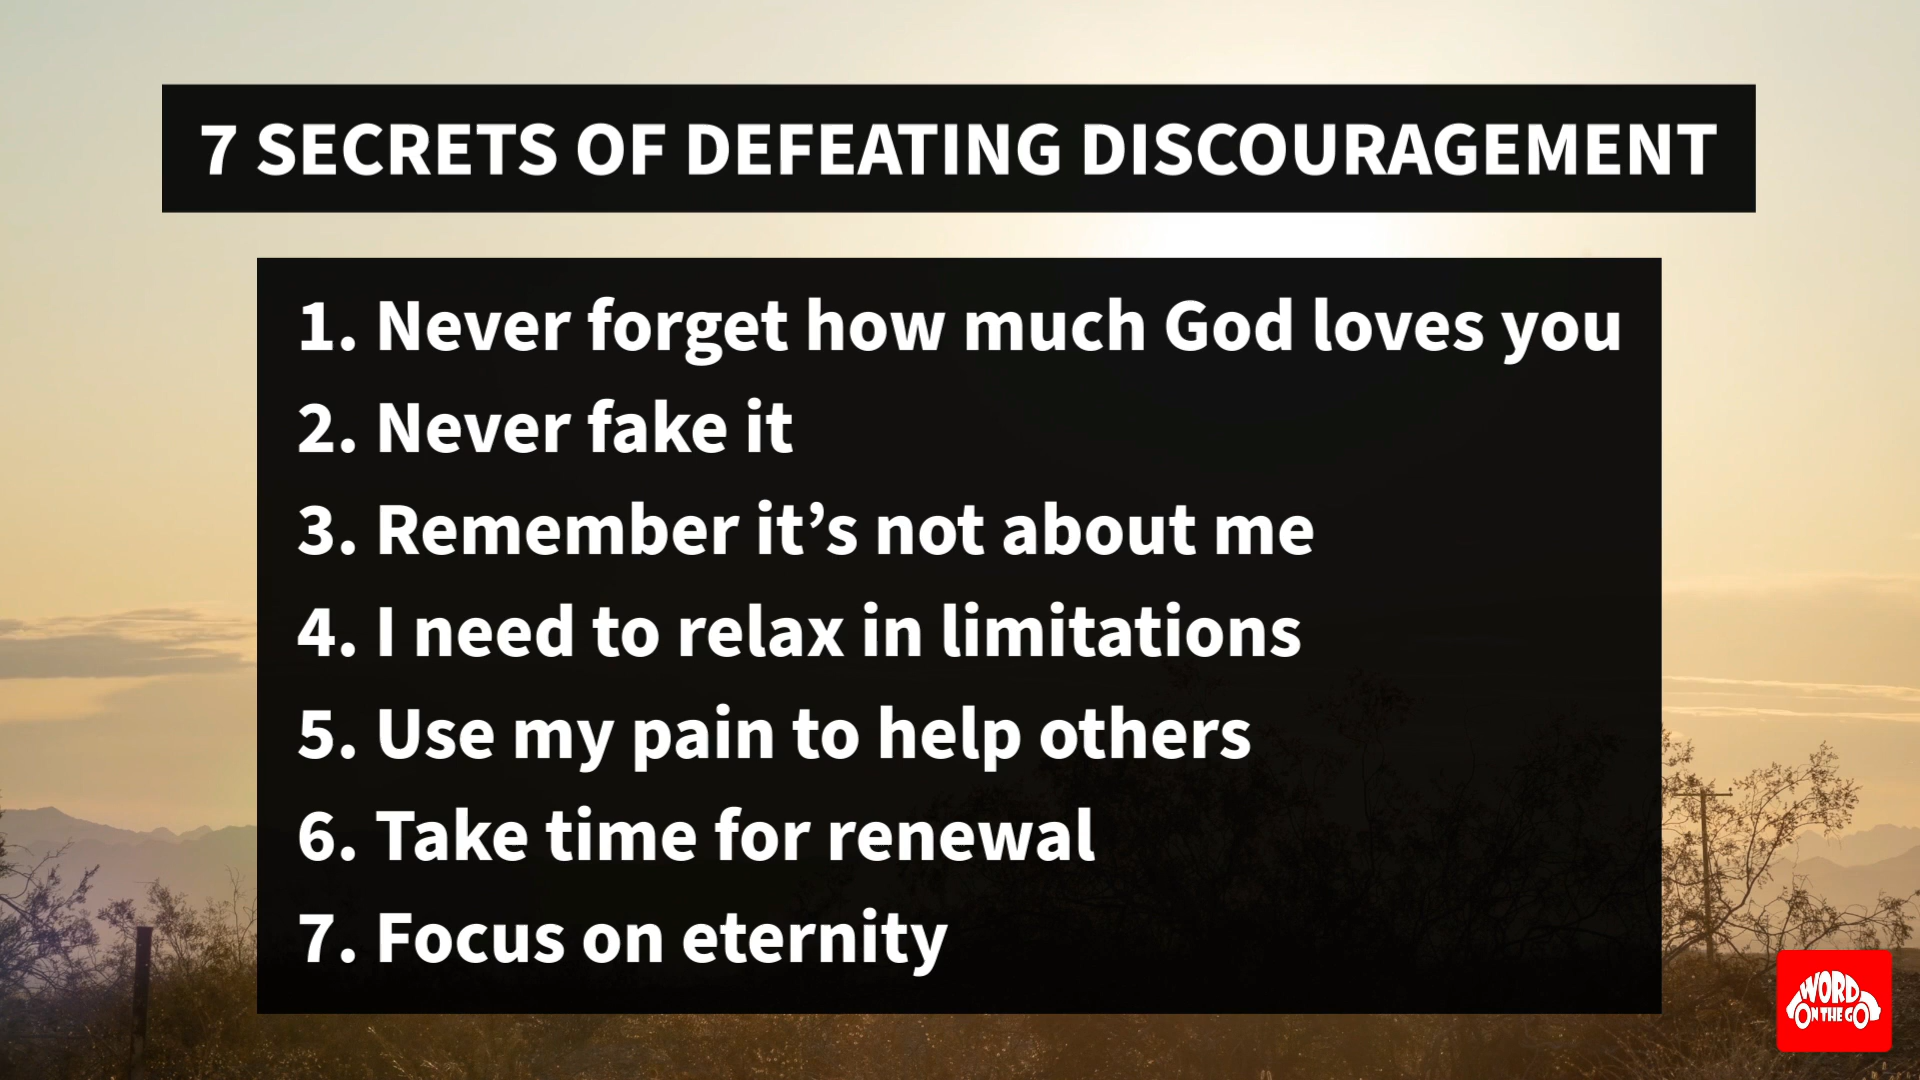 7 SECRETS OF DEFEATING DISCOURAGEMENT
1. Never forget how much God loves you
2. Never fake it
3. Remember it’s not about me
4. I need to relax in limitations
5. Use my pain to help others
6. Take time for renewal
7. Focus on eternity
WORD
ON THE GO